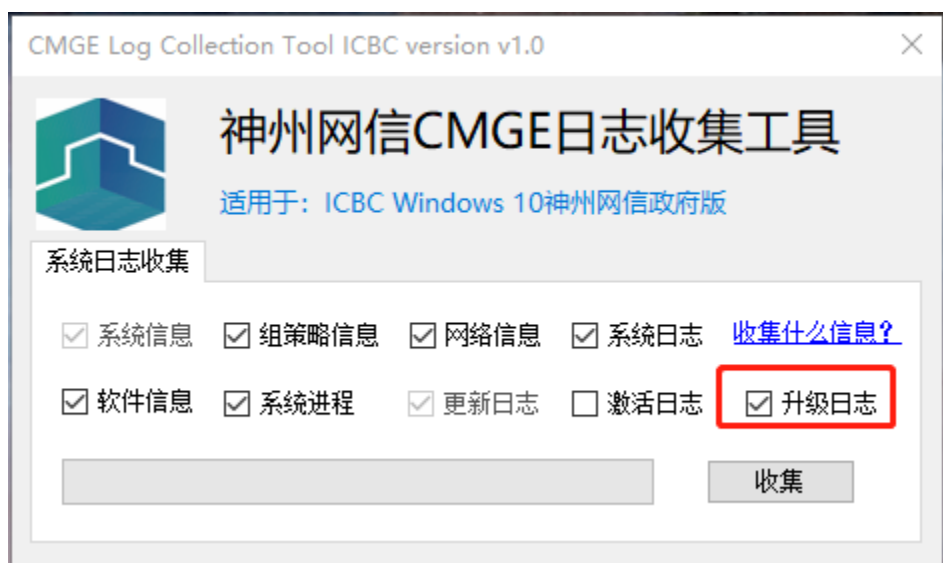 CMGE Log Collection Tool ICBC version v1.0
神州网信CMGE日志收集工具
适用于：ICBC Windows 10神州网信政府版
系统日志收集
系统信息 组策略信息 网络信息 系统日志 收集什么信息？
软件信息 系统进程 更新日志 激活日志 升级日志
收集